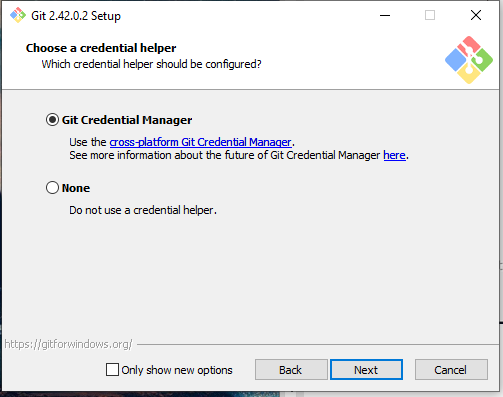 Git 2.42.0.2 Setup
Choose a credential helper
Which credential helper should be configured?
Git Credential Manager
Use the cross-platform Git Credential Manager.
See more information about the future of Git Credential Manager here.
None
Do not use a credential helper.
https://gitforwindows.org/
Only show new options
Back
Next
Cancel